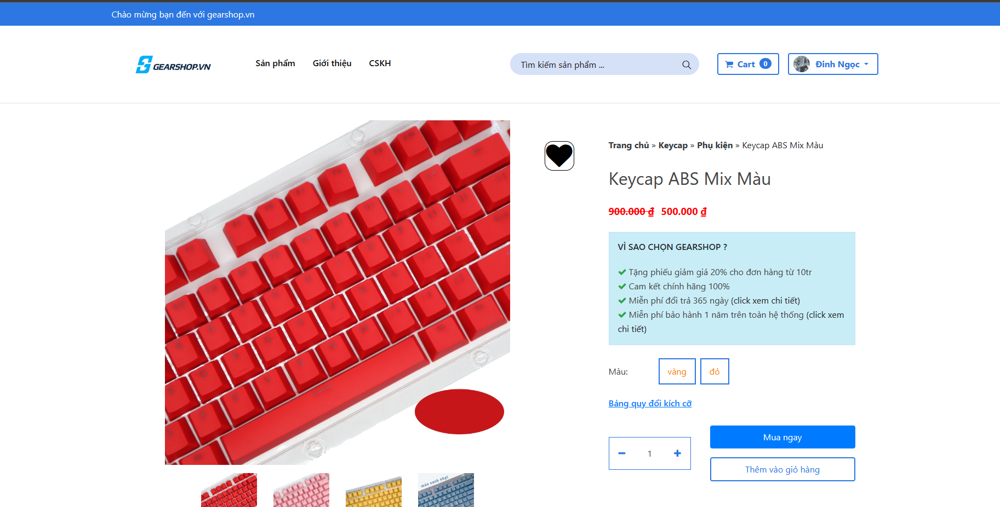 Chào mừng bạn đến với gearshop.vn
GEARSHOP.VN
Sản phẩm
Giới thiệu
CSKH
Tìm kiếm sản phẩm ...
Cart 0
Đinh Ngọc
Trang chủ » Keycap » Phụ kiện » Keycap ABS Mix Màu
Keycap ABS Mix Màu
900.000 ₫ 500.000 ₫
VÌ SAO CHỌN GEARSHOP ?
Tặng phiếu giảm giá 20% cho đơn hàng từ 10tr
Cam kết chính hãng 100%
Miễn phí đổi trả 365 ngày (click xem chi tiết)
Miễn phí bảo hành 1 năm trên toàn hệ thống (click xem
chi tiết)
Màu:
vàng
đỏ
Bảng quy đổi kích cỡ
1
Mua ngay
Thêm vào giỏ hàng
màu xanh nhạt